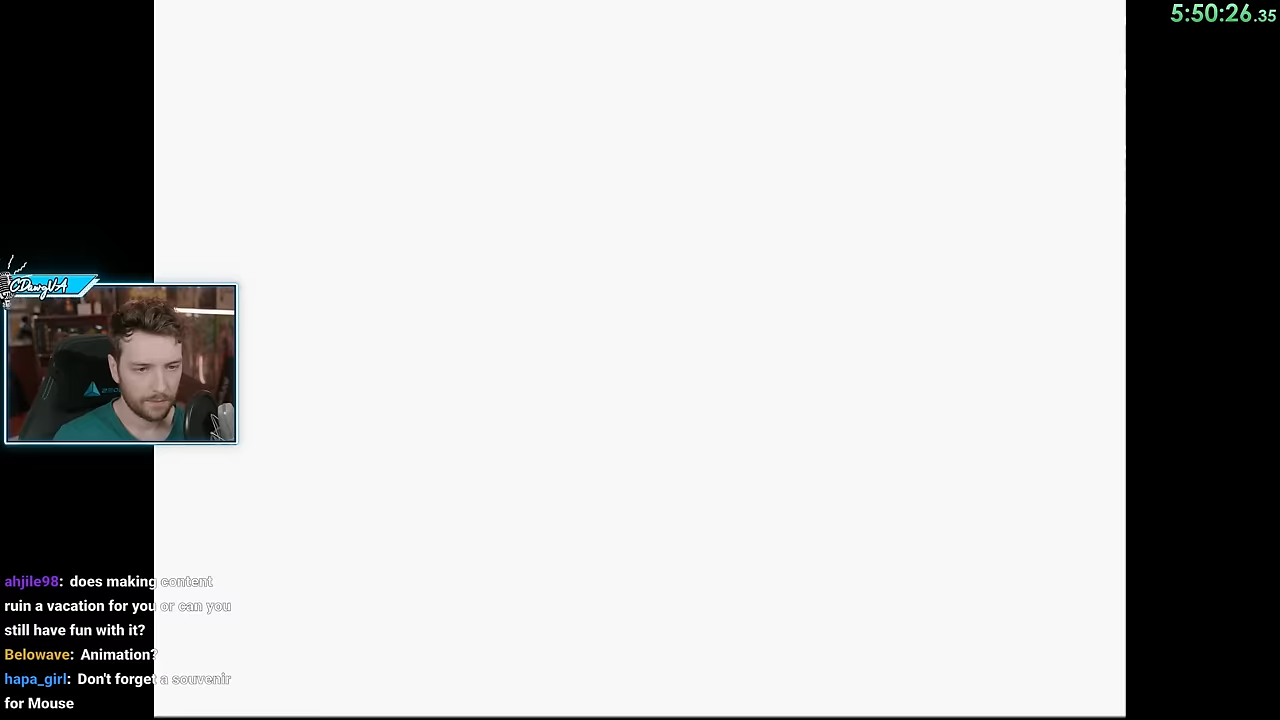 5:50:26.35
CDawgVA
ahjile98: does making content
ruin a vacation for you or can you
still have fun with it?
Belowave: Animation?
hapa_girl: Don't forget a souvenir
for Mouse